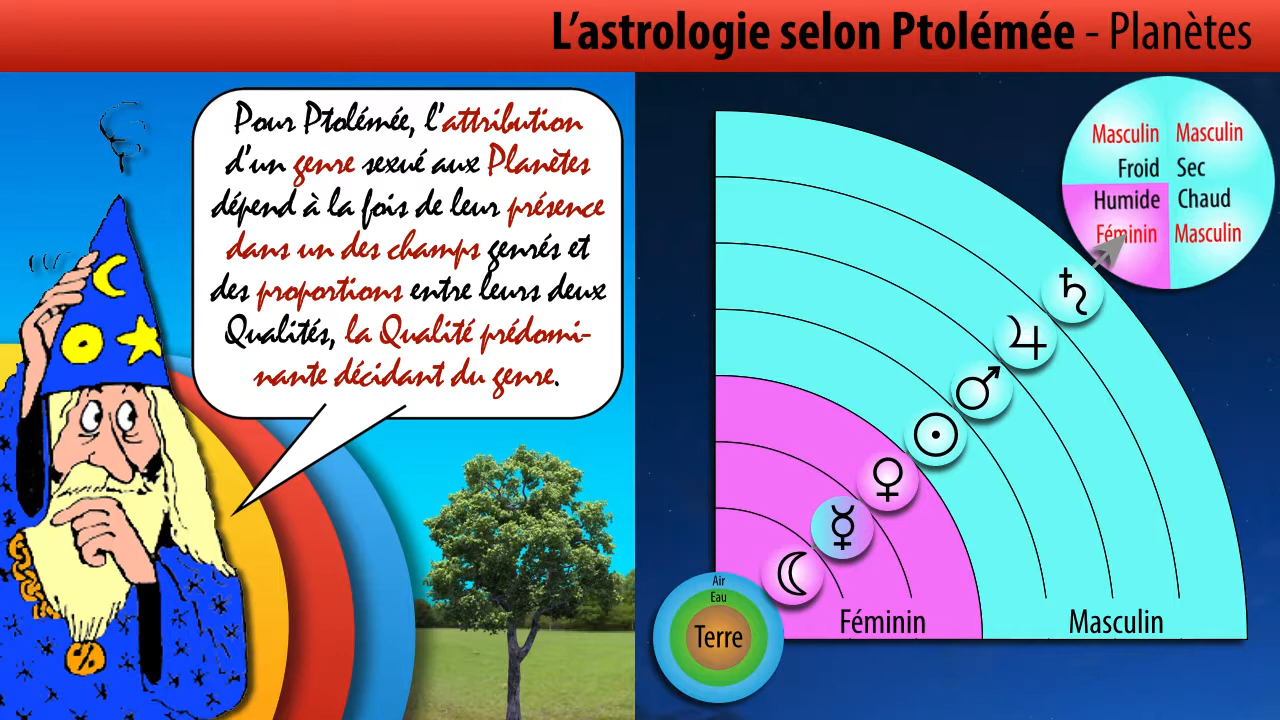 L'astrologie selon Ptolémée - Planètes
Pour Ptolémée, l'attribution
d'un genre sexué aux Planètes
dépend à la fois de leur présence
dans un des champs genrés et
des proportions entre leurs deux
Qualités, la Qualité prédomi-
nante décidant du genre.
Masculin Masculin
Froid Sec
Humide Chaud
Féminin Masculin
Air
Eau
Terre
Féminin
Masculin